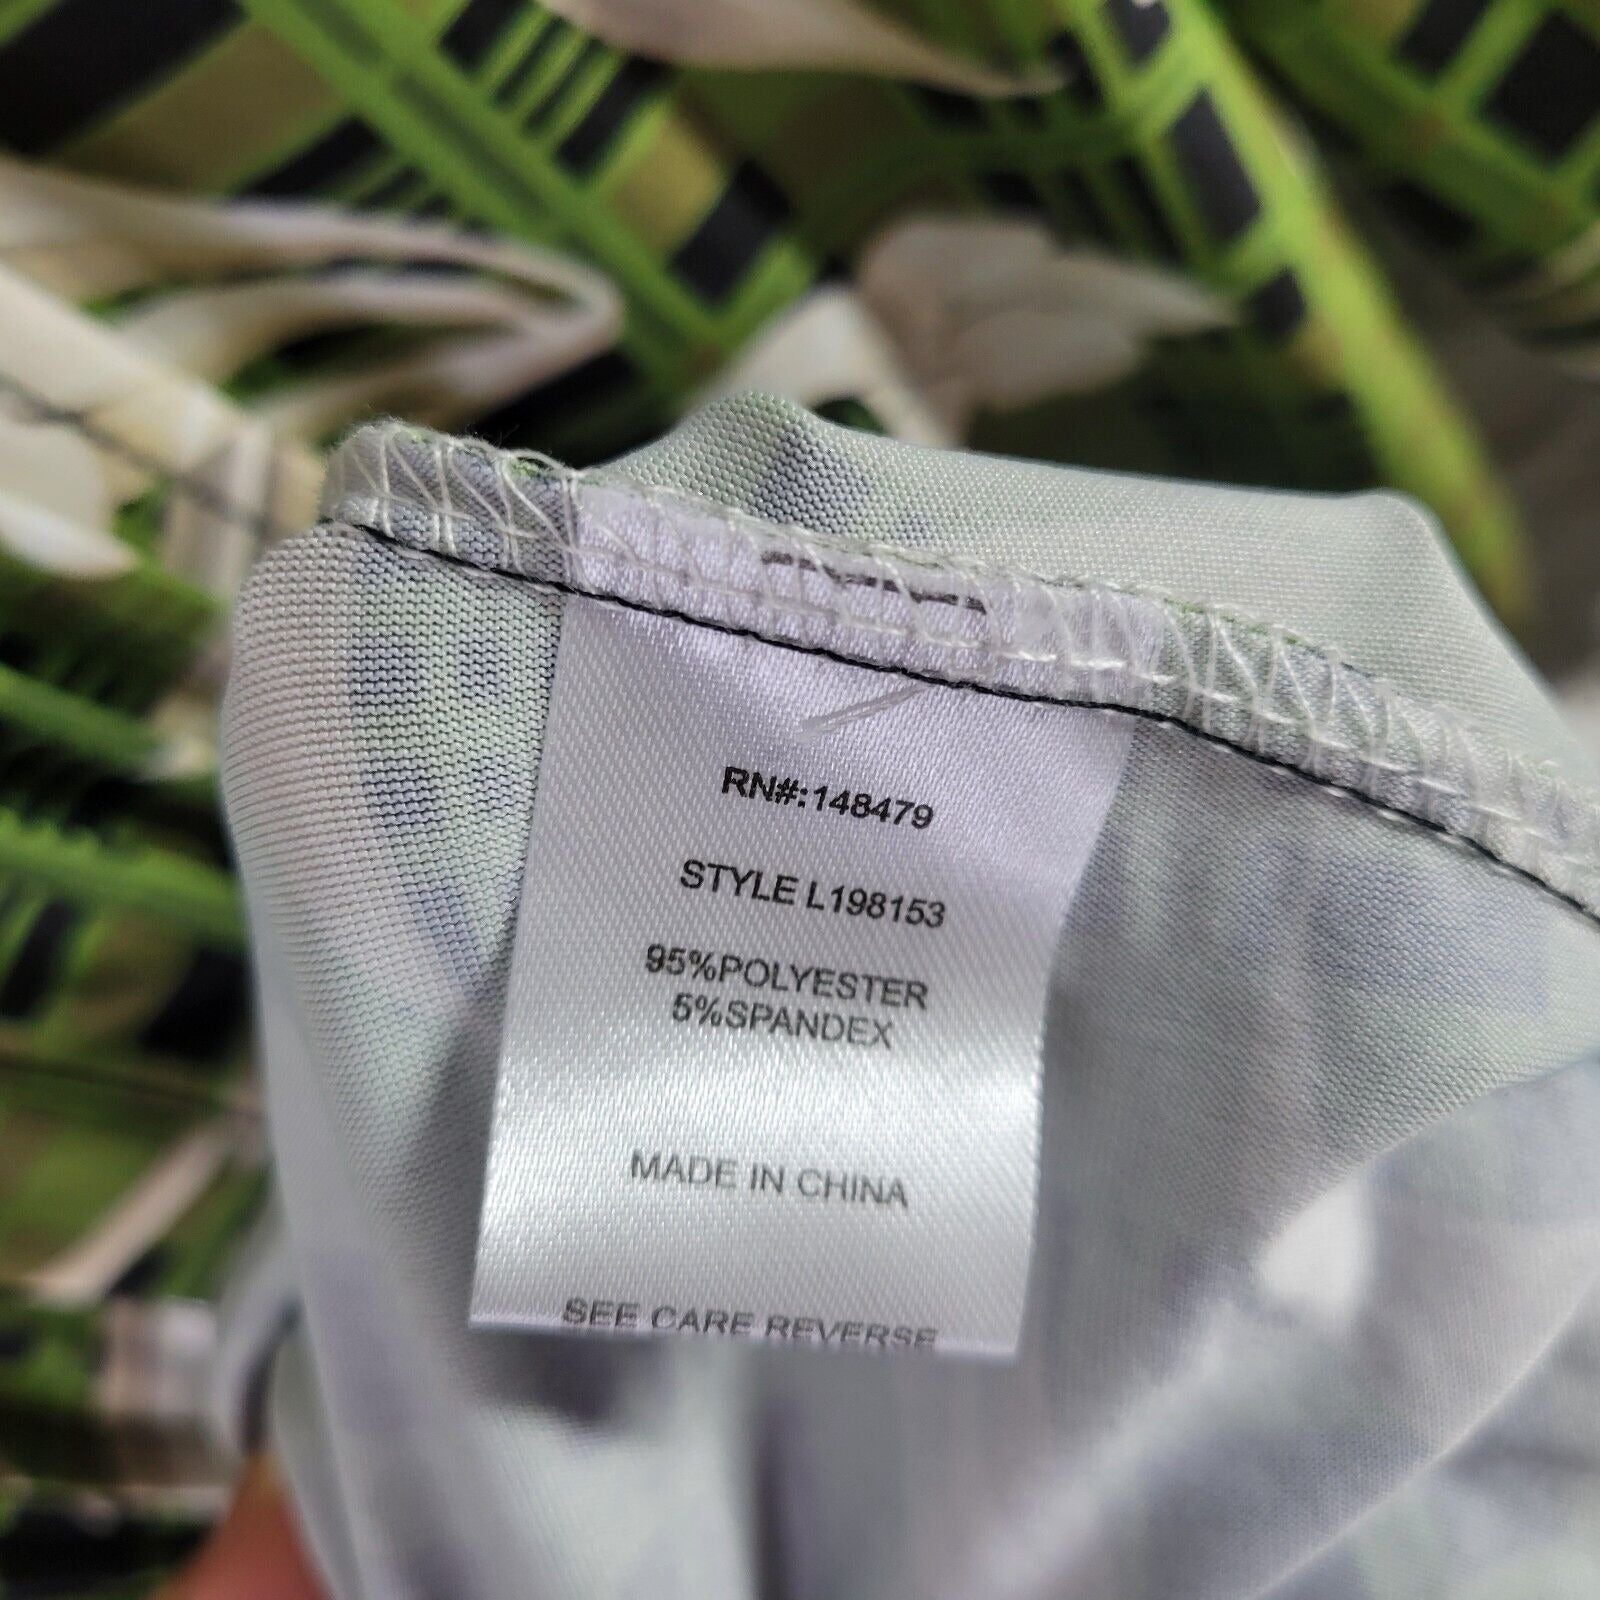 RN#:148479
STYLE L198153
95%POLYESTER
5%SPANDEX
MADE IN CHINA
SEE CARE REVERSE